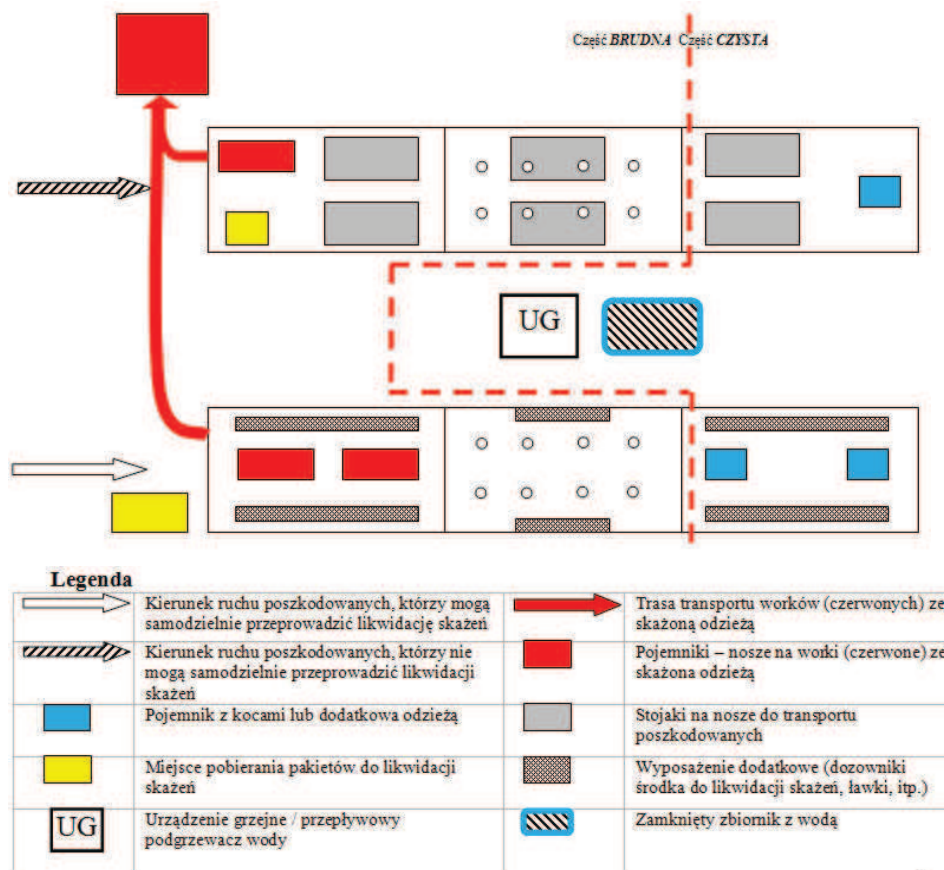 Część BRUDNA Część CZYSTA
UG
Legenda
Kierunek ruchu poszkodowanych, którzy mogą
samodzielnie przeprowadzić likwidację skażeń
Trasa transportu worków (czerwonych) ze
skażoną odzieżą
Kierunek ruchu poszkodowanych, którzy nie
mogą samodzielnie przeprowadzić likwidacji
skażeń
Pojemniki – nosze na worki (czerwone) ze
skażona odzieżą
Pojemnik z kocami lub dodatkowa odzieżą
Stojaki na nosze do transportu
poszkodowanych
Miejsce pobierania pakietów do likwidacji
skażeń
Wyposażenie dodatkowe (dozowniki
środka do likwidacji skażeń, ławki, itp.)
UG
Urządzenie grzejne / przepływowy
podgrzewacz wody
Zamknięty zbiornik z wodą